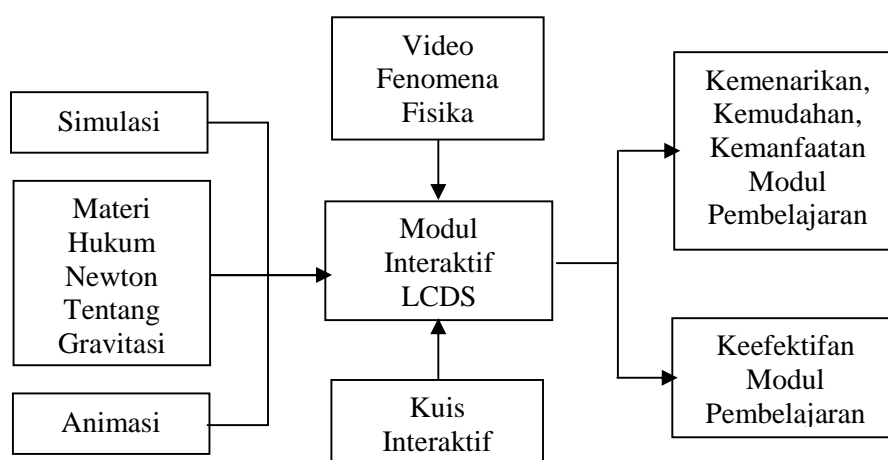 Simulasi
Materi
Hukum
Newton
Tentang
Gravitasi
Animasi
Video
Fenomena
Fisika
Modul
Interaktif
LCDS
Kuis
Interaktif
Kemenarikan,
Kemudahan,
Kemanfaatan
Modul
Pembelajaran
Keefektifan
Modul
Pembelajaran